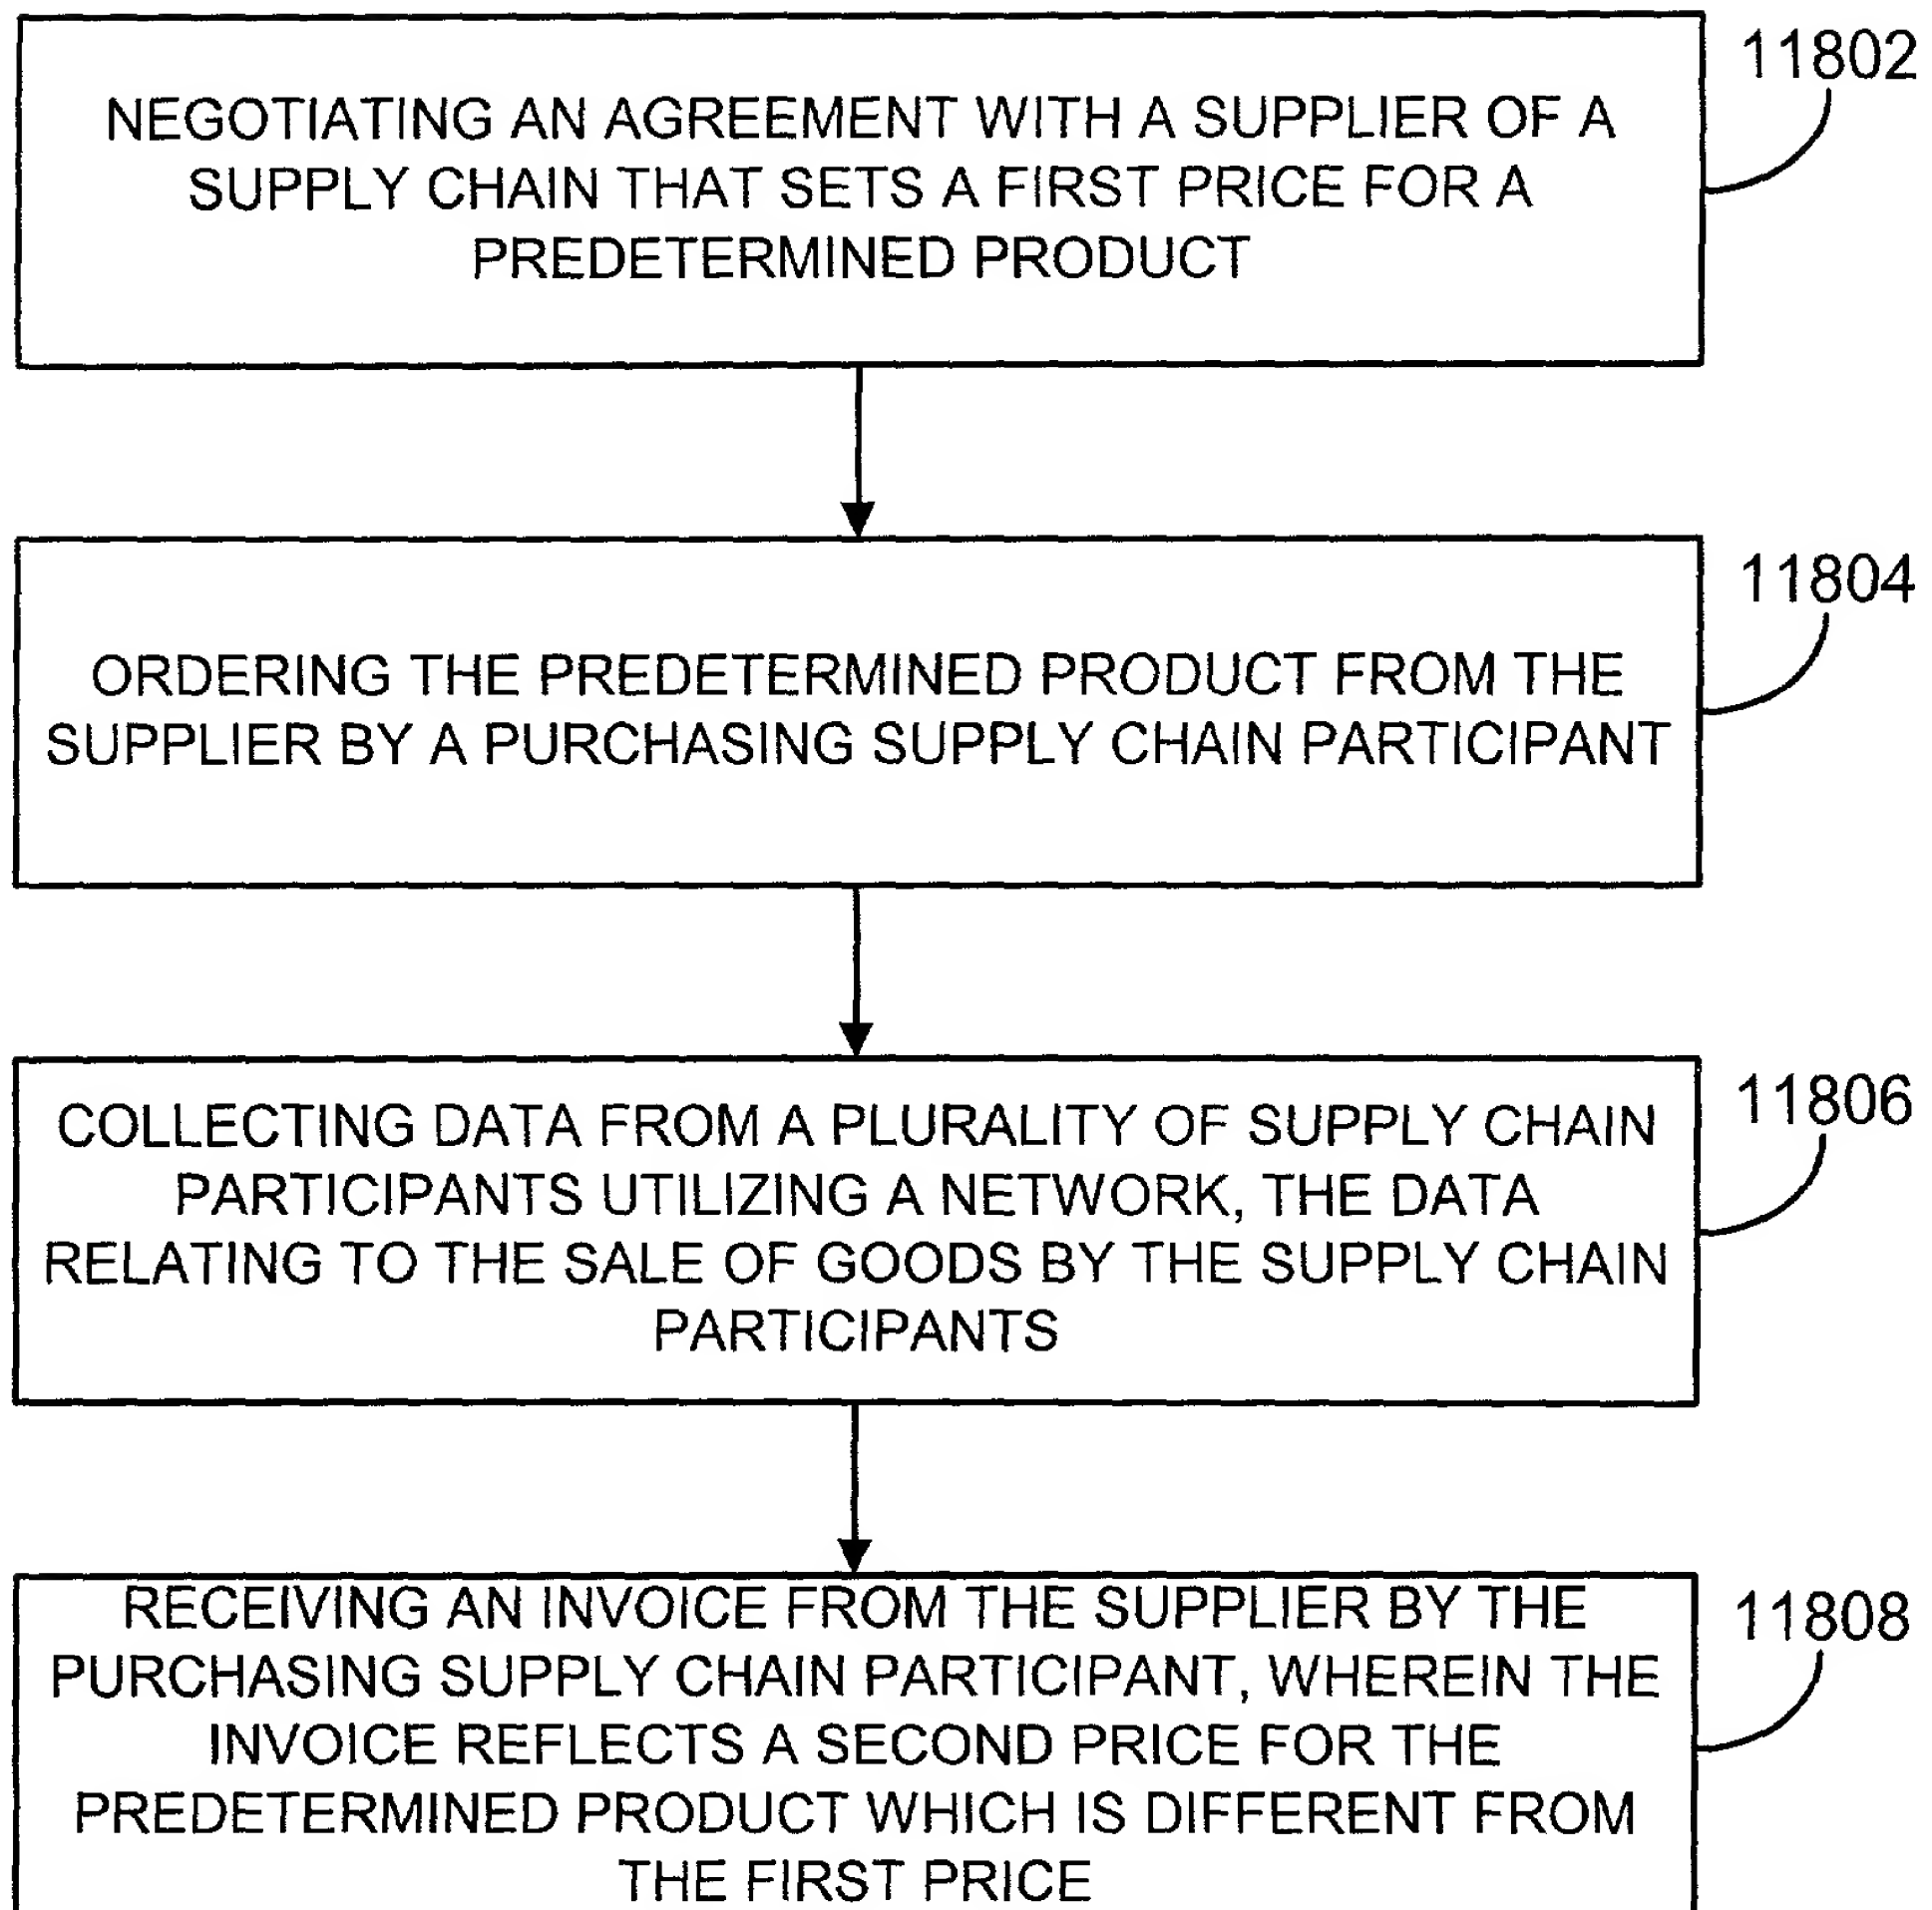 11802
NEGOTIATING AN AGREEMENT WITH A SUPPLIER OF A
SUPPLY CHAIN THAT SETS A FIRST PRICE FOR A
PREDETERMINED PRODUCT
11804
ORDERING THE PREDETERMINED PRODUCT FROM THE
SUPPLIER BY A PURCHASING SUPPLY CHAIN PARTICIPANT
11806
COLLECTING DATA FROM A PLURALITY OF SUPPLY CHAIN
PARTICIPANTS UTILIZING A NETWORK, THE DATA
RELATING TO THE SALE OF GOODS BY THE SUPPLY CHAIN
PARTICIPANTS
11808
RECEIVING AN INVOICE FROM THE SUPPLIER BY THE
PURCHASING SUPPLY CHAIN PARTICIPANT, WHEREIN THE
INVOICE REFLECTS A SECOND PRICE FOR THE
PREDETERMINED PRODUCT WHICH IS DIFFERENT FROM
THE FIRST PRICE